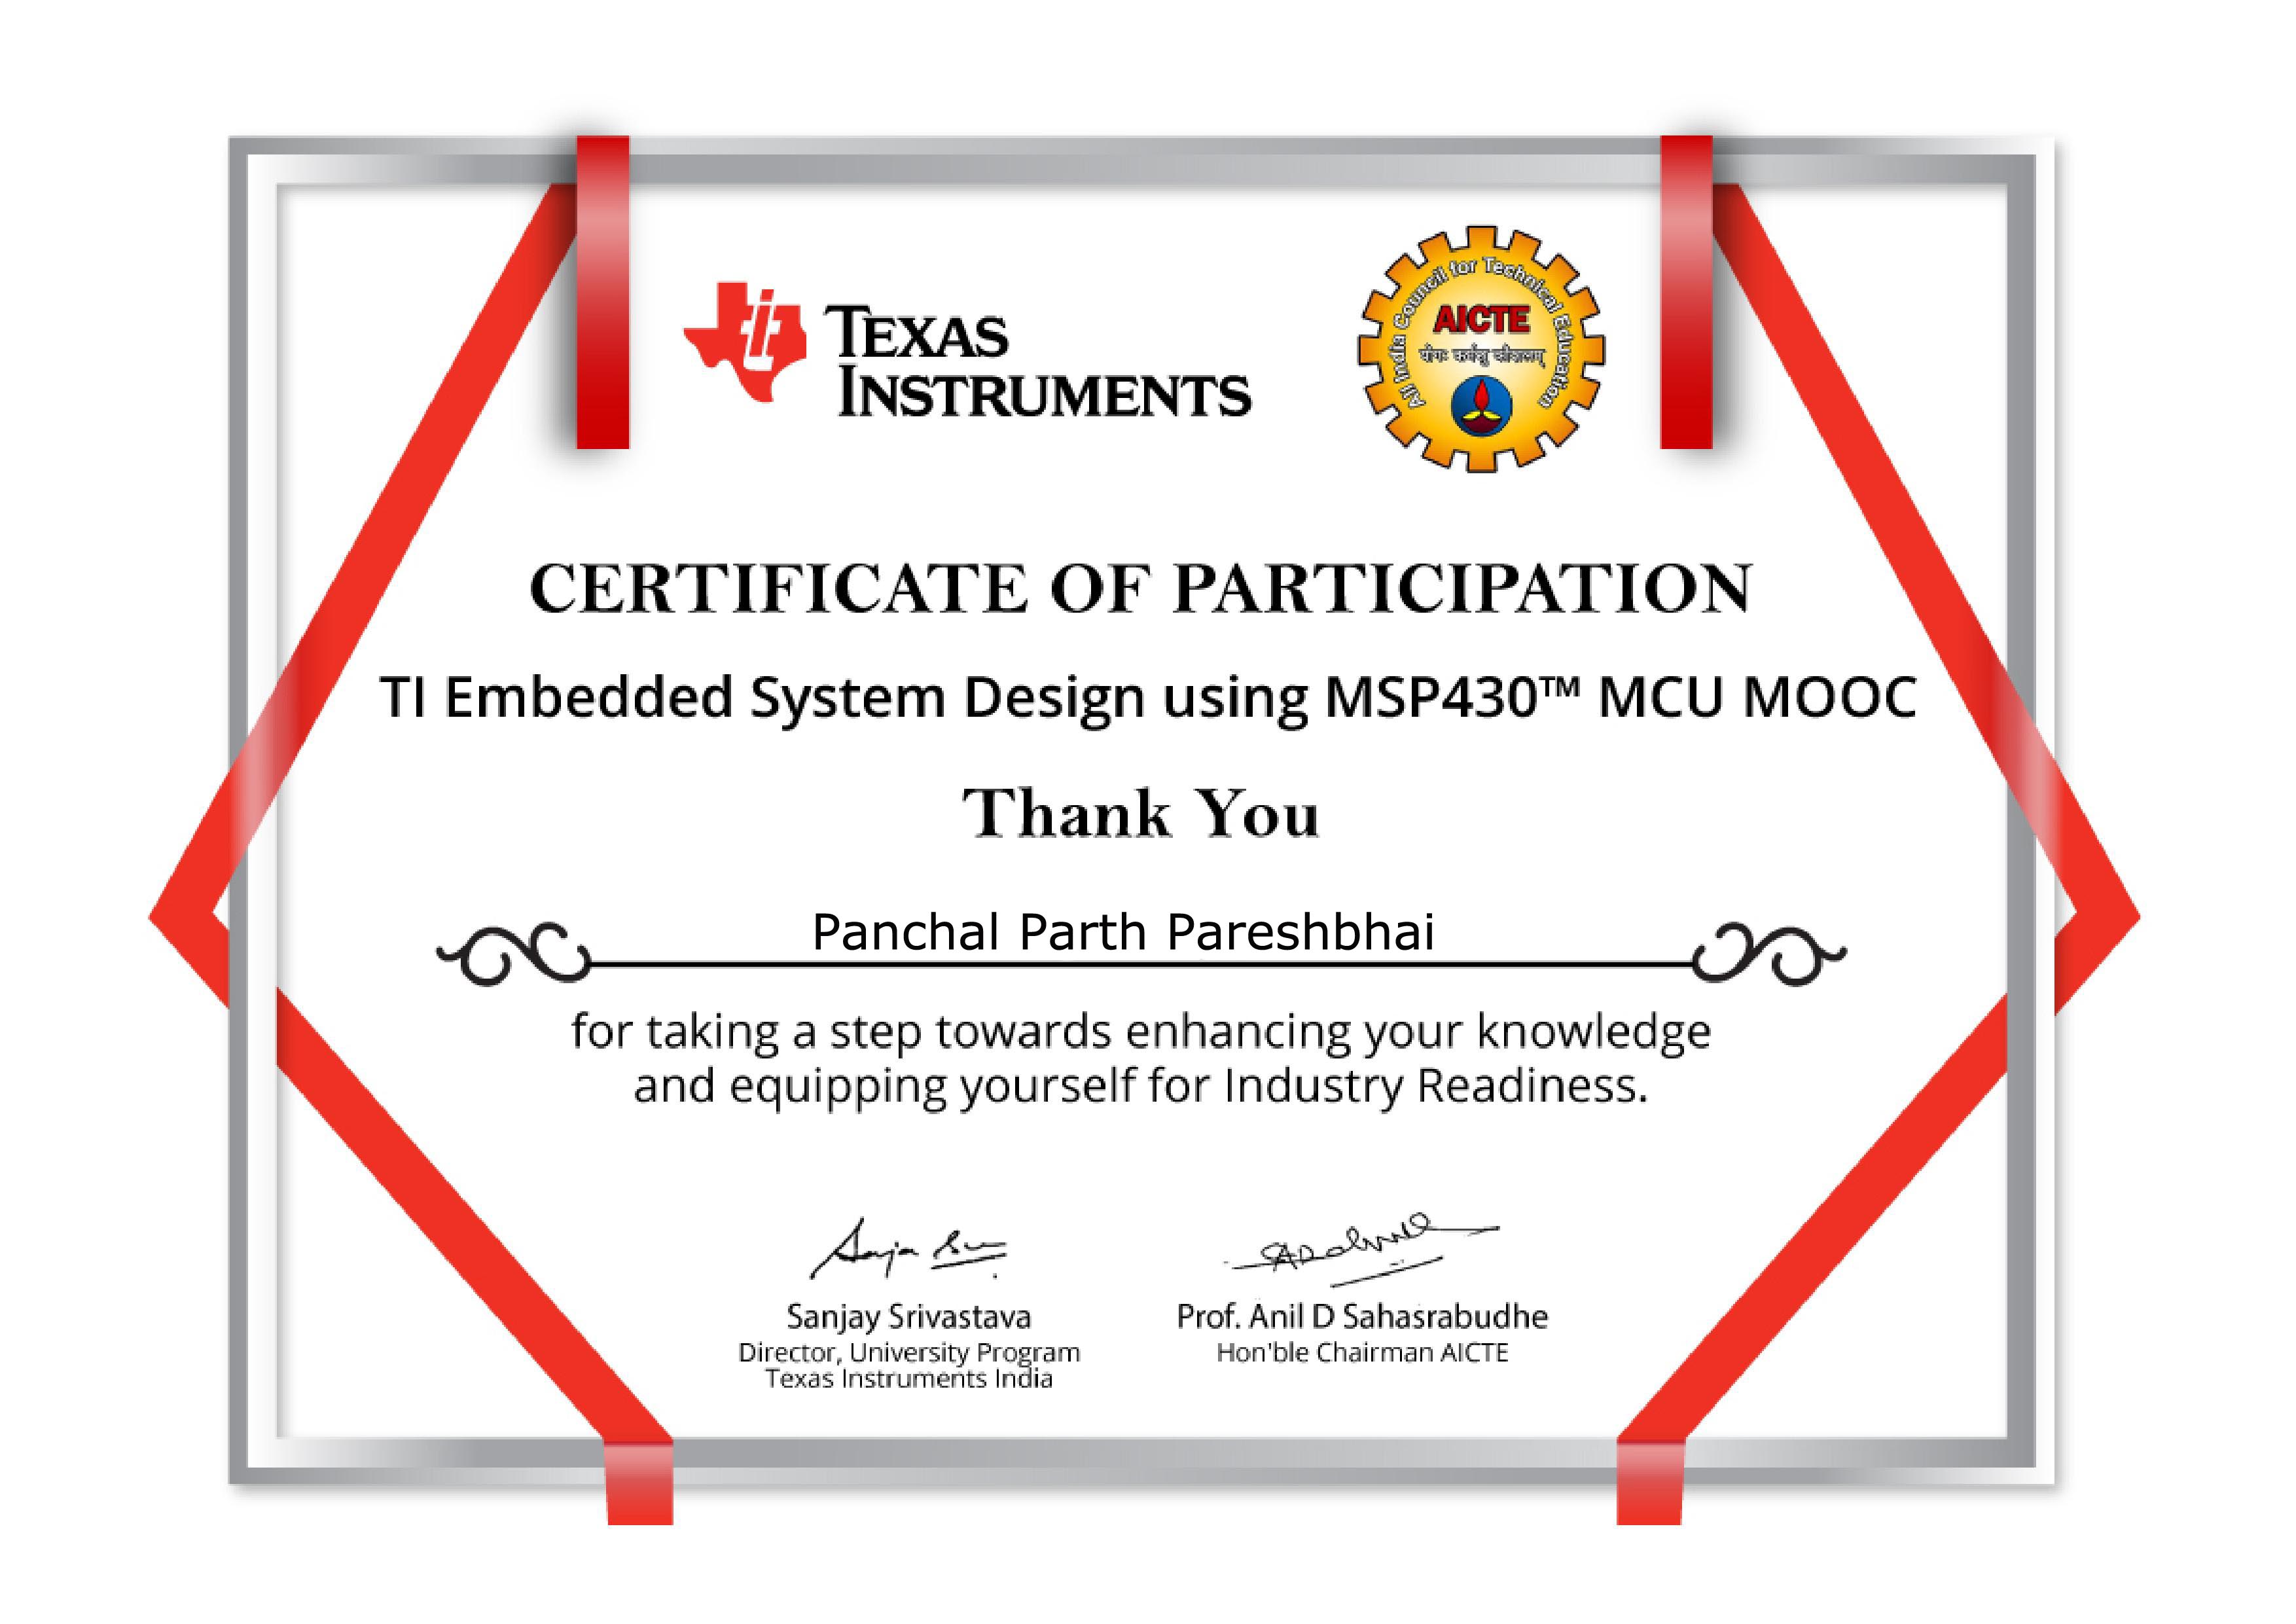 TEXAS
INSTRUMENTS
All India Council for Technical Education
AICTE
योगः कर्मसु कौशलम्
CERTIFICATE OF PARTICIPATION
TI Embedded System Design using MSP430™ MCU MOOC
Thank You
Panchal Parth Pareshbhai
for taking a step towards enhancing your knowledge
and equipping yourself for Industry Readiness.
Sanjay Srivastava
Director, University Program
Texas Instruments India
Prof. Anil D Sahasrabudhe
Hon'ble Chairman AICTE